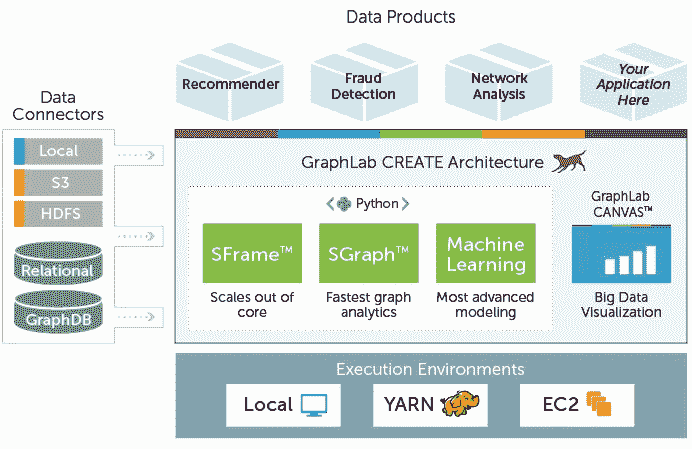 Data Products
Recommender
Fraud
Detection
Network
Analysis
Your
Application
Here
Data
Connectors
Local
S3
HDFS
Relational
GraphDB
GraphLab CREATE Architecture
Python
SFrame™
Scales out of
core
SGraph™
Fastest graph
analytics
Machine
Learning
Most advanced
modeling
GraphLab
CANVAS™
Big Data
Visualization
Execution Environments
Local
YARN
EC2